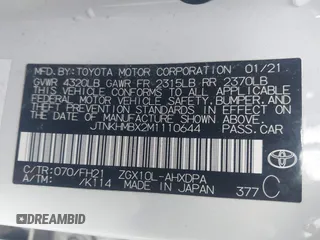 MFD. BY: TOYOTA MOTOR CORPORATION 01/21
GVWR 4320LB GAWR FR 2315LB RR 2370LB
THIS VEHICLE CONFORMS TO ALL APPLICABLE
FEDERAL MOTOR VEHICLE SAFETY, BUMPER, AND
THEFT PREVENTION STANDARDS IN EFFECT ON
THE DATE OF MANUFACTURE SHOWN ABOVE.
JTNKHMBX2M1110644 PASS.CAR
C/TR:070/FH21 ZGX10L-AHXDPA
A/TM: /K114 MADE IN JAPAN 377 C
TOYOTA
BIDFAX